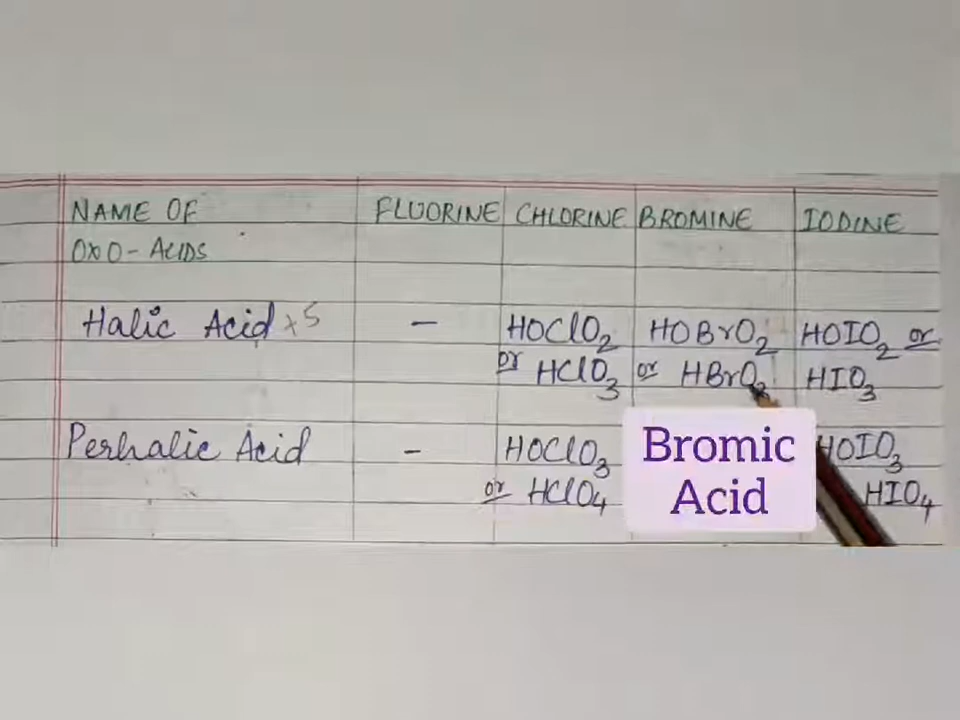 NAME OF FLUORINE CHLORINE BROMINE IODINE
OXO-ACIDS
Halic Acid +5 - HOClO₂ HOBrO₂ HOIO₂ or
or HClO₃ or HBrO₃ HIO₃
Perhalic Acid - HOClO₃ HOIO₃
or HClO₄ HIO₄
Bromic
Acid